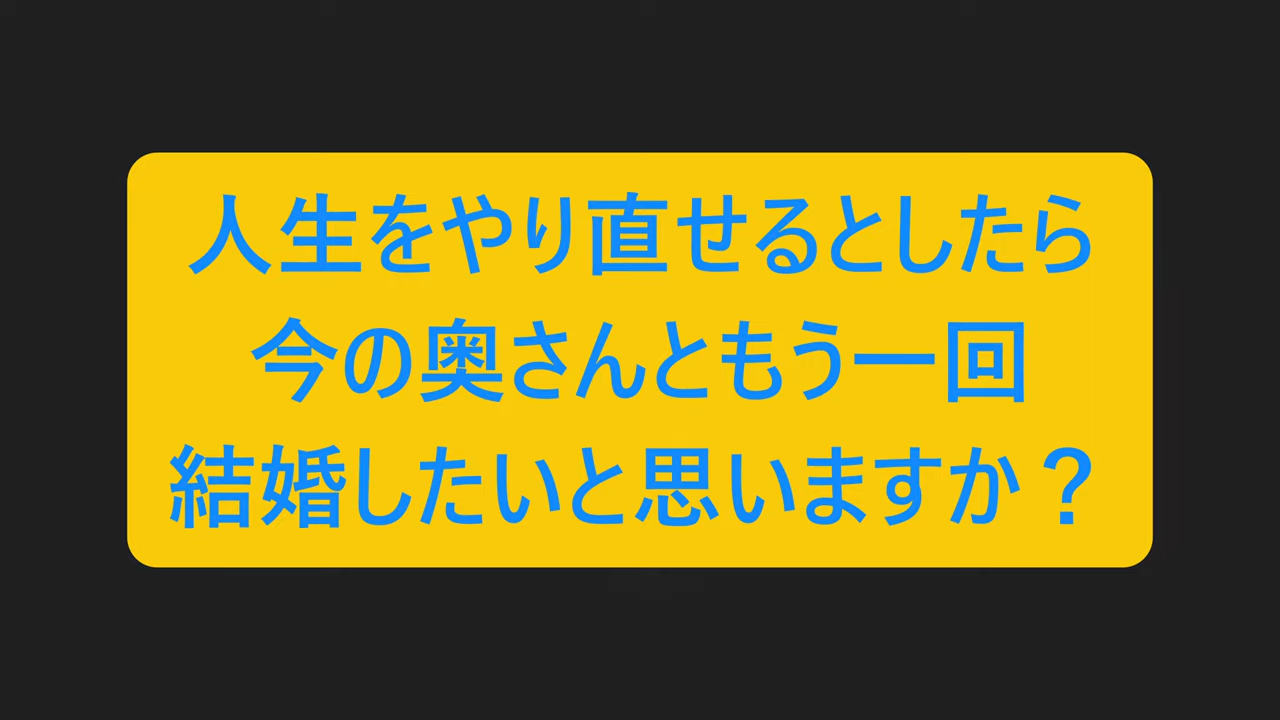 人生をやり直せるとしたら
今の奥さんともう一回
結婚したいと思いますか？